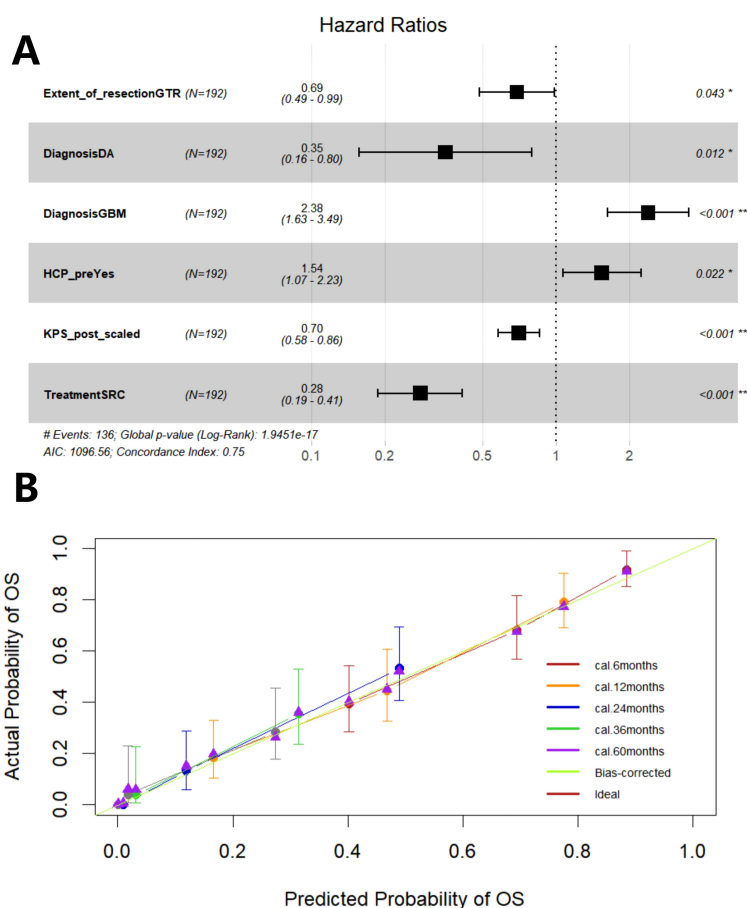 Hazard Ratios
A
Extent_of_resectionGTR (N=192) 0.69 (0.49 - 0.99) 0.043 *
DiagnosisDA (N=192) 0.35 (0.16 - 0.80) 0.012 *
DiagnosisGBM (N=192) 2.38 (1.63 - 3.49) <0.001 **
HCP_preYes (N=192) 1.54 (1.07 - 2.23) 0.022 *
KPS_post_scaled (N=192) 0.70 (0.58 - 0.86) <0.001 **
TreatmentSRC (N=192) 0.28 (0.19 - 0.41) <0.001 **
# Events: 136; Global p-value (Log-Rank): 1.9451e-17
AIC: 1096.56; Concordance Index: 0.75
0.1 0.2 0.5 1 2
B
Actual Probability of OS
1.0
0.8
0.6
0.4
0.2
0.0
cal.6months
cal.12months
cal.24months
cal.36months
cal.60months
Bias-corrected
Ideal
0.0 0.2 0.4 0.6 0.8 1.0
Predicted Probability of OS